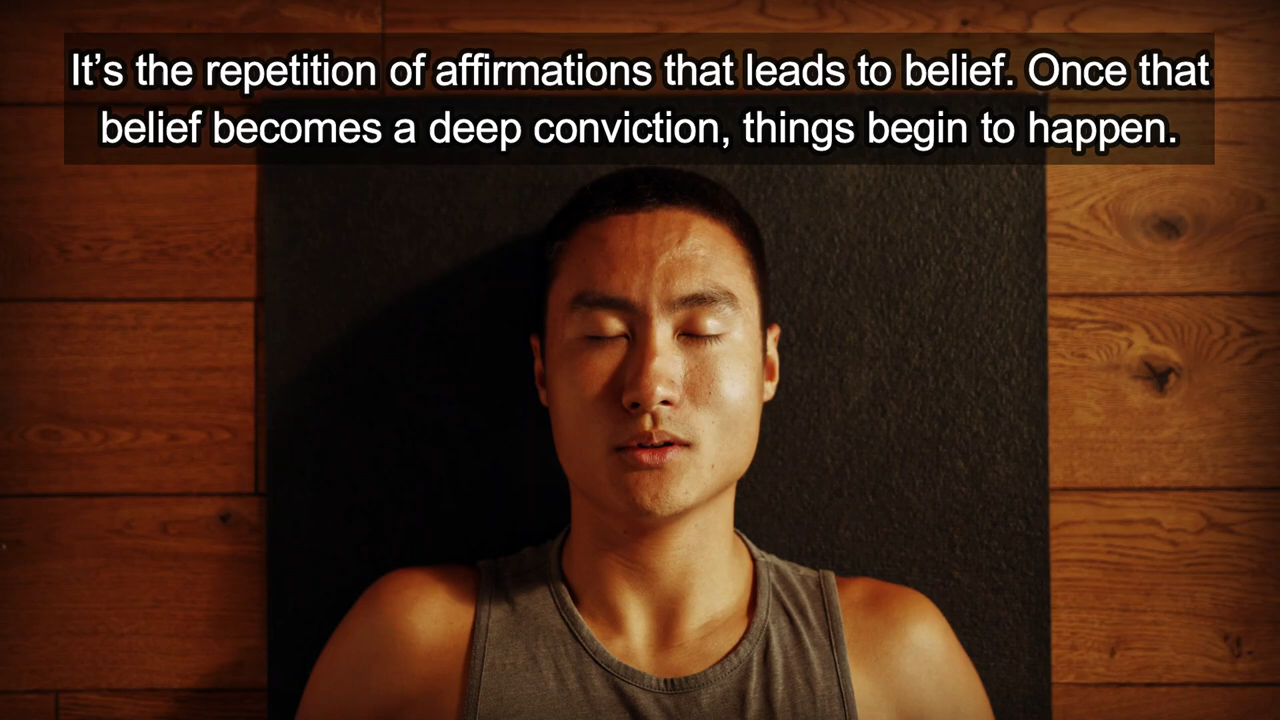 It’s the repetition of affirmations that leads to belief. Once that
belief becomes a deep conviction, things begin to happen.